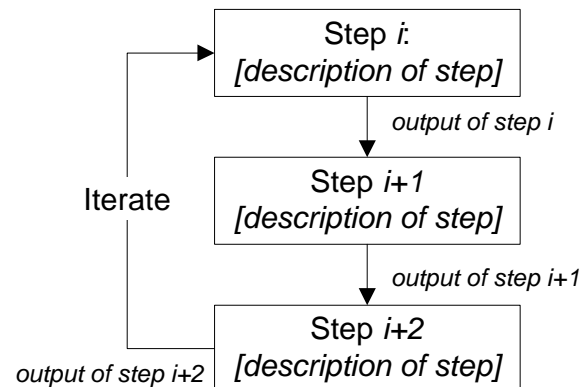 Step i:
[description of step]
output of step i
Step i+1
[description of step]
Iterate
output of step i+1
Step i+2
[description of step]
output of step i+2